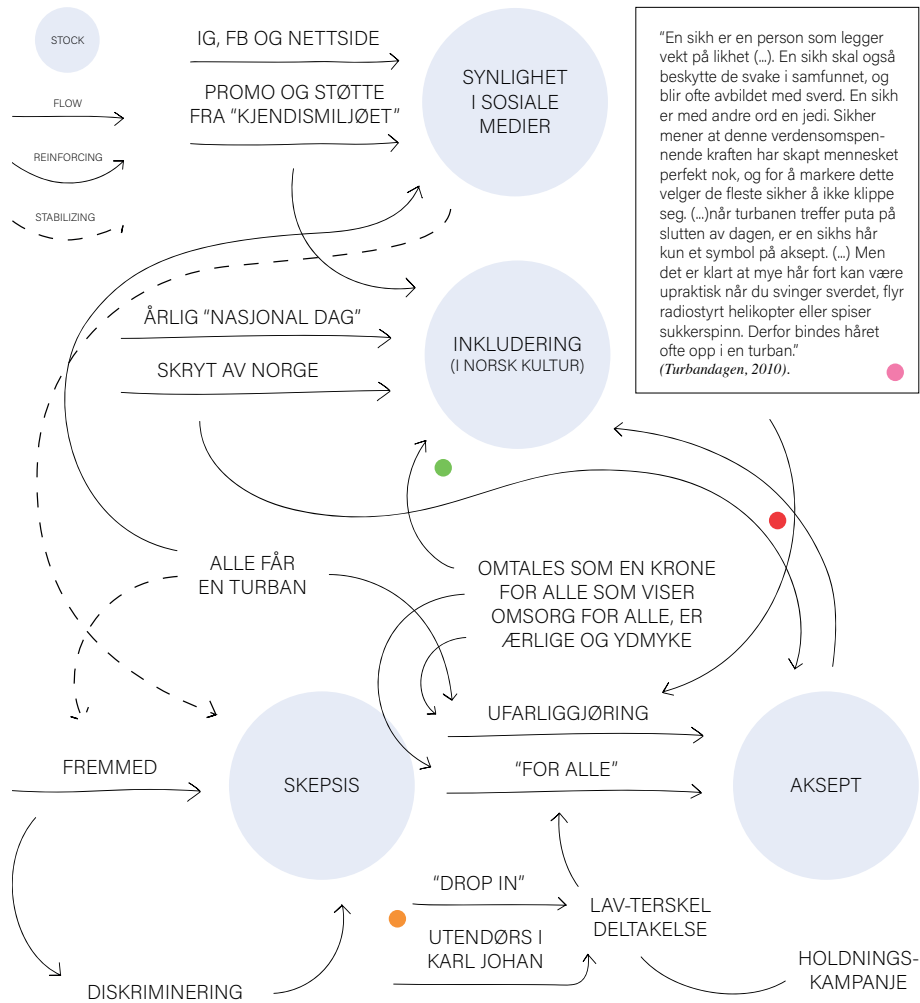 STOCK
FLOW
REINFORCING
STABILIZING
IG, FB OG NETTSIDE
PROMO OG STØTTE
FRA “KJENDISMILJØET”
SYNLIGHET
I SOSIALE
MEDIER
“En sikh er en person som legger
vekt på likhet (...). En sikh skal også
beskytte de svake i samfunnet, og
blir ofte avbildet med sverd. En sikh
er med andre ord en jedi. Sikher
mener at denne verdensomspen-
nende kraften har skapt mennesket
perfekt nok, og for å markere dette
velger de fleste sikher å ikke klippe
seg. (...)når turbanen treffer puta på
slutten av dagen, er en sikhs hår
kun et symbol på aksept. (...) Men
det er klart at mye hår fort kan være
upraktisk når du svinger sverdet, flyr
radiostyrt helikopter eller spiser
sukkerspinn. Derfor bindes håret
ofte opp i en turban.”
(Turbandagen, 2010).
ÅRLIG “NASJONAL DAG”
SKRYT AV NORGE
INKLUDERING
(I NORSK KULTUR)
ALLE FÅR
EN TURBAN
OMTALES SOM EN KRONE
FOR ALLE SOM VISER
OMSORG FOR ALLE, ER
ÆRLIGE OG YDMYKE
FREMMED
SKEPSIS
UFARLIGGJØRING
“FOR ALLE”
AKSEPT
“DROP IN”
UTENDØRS I
KARL JOHAN
LAV-TERSKEL
DELTAKELSE
HOLDNINGS-
KAMPANJE
DISKRIMINERING